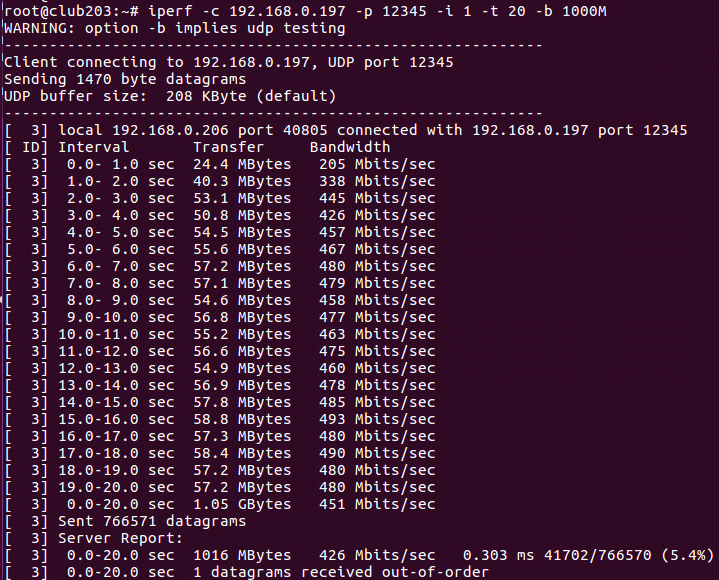 root@club203:~# iperf -c 192.168.0.197 -p 12345 -i 1 -t 20 -b 1000M
WARNING: option -b implies udp testing
------------------------------------------------------------
Client connecting to 192.168.0.197, UDP port 12345
Sending 1470 byte datagrams
UDP buffer size:  208 KByte (default)
------------------------------------------------------------
[  3] local 192.168.0.206 port 40805 connected with 192.168.0.197 port 12345
[ ID] Interval       Transfer     Bandwidth
[  3]  0.0- 1.0 sec  24.4 MBytes   205 Mbits/sec
[  3]  1.0- 2.0 sec  40.3 MBytes   338 Mbits/sec
[  3]  2.0- 3.0 sec  53.1 MBytes   445 Mbits/sec
[  3]  3.0- 4.0 sec  50.8 MBytes   426 Mbits/sec
[  3]  4.0- 5.0 sec  54.5 MBytes   457 Mbits/sec
[  3]  5.0- 6.0 sec  55.6 MBytes   467 Mbits/sec
[  3]  6.0- 7.0 sec  57.2 MBytes   480 Mbits/sec
[  3]  7.0- 8.0 sec  57.1 MBytes   479 Mbits/sec
[  3]  8.0- 9.0 sec  54.6 MBytes   458 Mbits/sec
[  3]  9.0-10.0 sec  56.8 MBytes   477 Mbits/sec
[  3] 10.0-11.0 sec  55.2 MBytes   463 Mbits/sec
[  3] 11.0-12.0 sec  56.6 MBytes   475 Mbits/sec
[  3] 12.0-13.0 sec  54.9 MBytes   460 Mbits/sec
[  3] 13.0-14.0 sec  56.9 MBytes   478 Mbits/sec
[  3] 14.0-15.0 sec  57.8 MBytes   485 Mbits/sec
[  3] 15.0-16.0 sec  58.8 MBytes   493 Mbits/sec
[  3] 16.0-17.0 sec  57.3 MBytes   480 Mbits/sec
[  3] 17.0-18.0 sec  58.4 MBytes   490 Mbits/sec
[  3] 18.0-19.0 sec  57.2 MBytes   480 Mbits/sec
[  3] 19.0-20.0 sec  57.2 MBytes   480 Mbits/sec
[  3]  0.0-20.0 sec  1.05 GBytes   451 Mbits/sec
[  3] Sent 766571 datagrams
[  3] Server Report:
[  3]  0.0-20.0 sec  1016 MBytes   426 Mbits/sec   0.303 ms 41702/766570 (5.4%)
[  3]  0.0-20.0 sec  1 datagrams received out-of-order